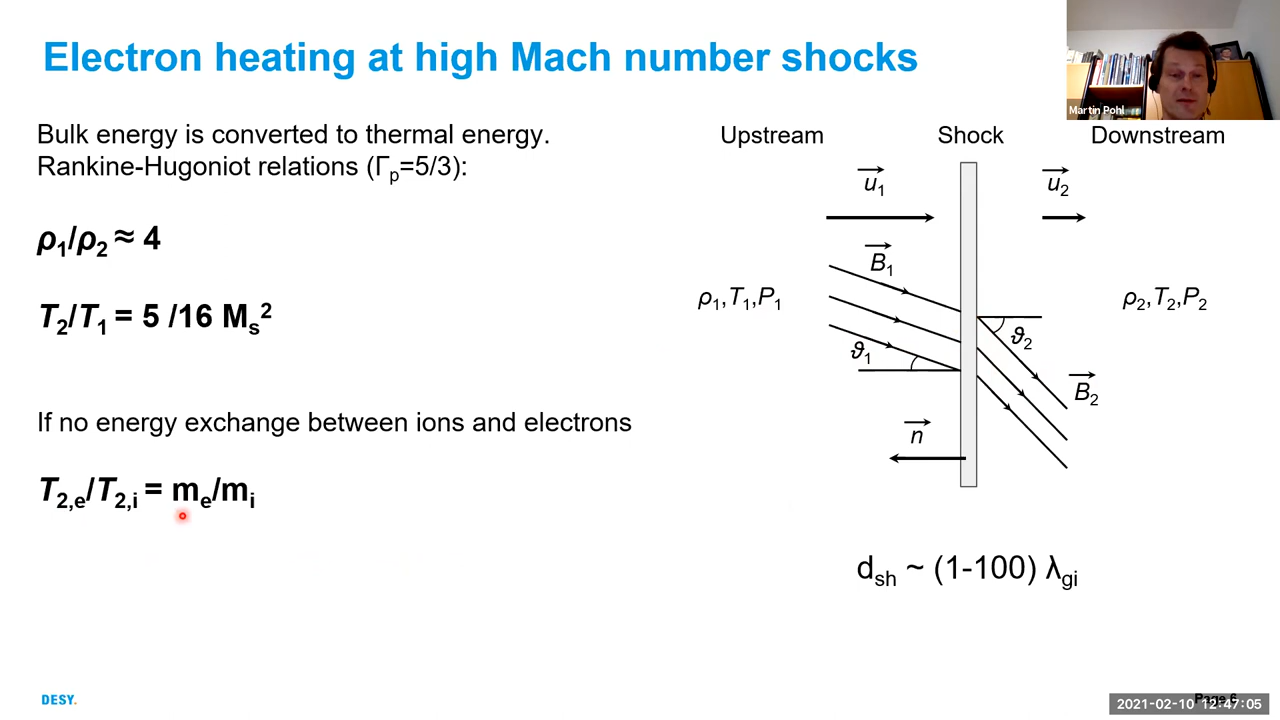 Electron heating at high Mach number shocks
Martin Pohl
Bulk energy is converted to thermal energy.
Rankine-Hugoniot relations (Γp=5/3):
ρ1/ρ2 ≈ 4
T2/T1 = 5 /16 Ms²
If no energy exchange between ions and electrons
T2,e/T2,i = me/mi
Upstream
Shock
Downstream
u1
u2
B1
ρ1,T1,P1
ρ2,T2,P2
ϑ1
ϑ2
B2
n
dsh ~ (1-100) λgi
DESY.
Page 6
2021-02-10 12:47:05